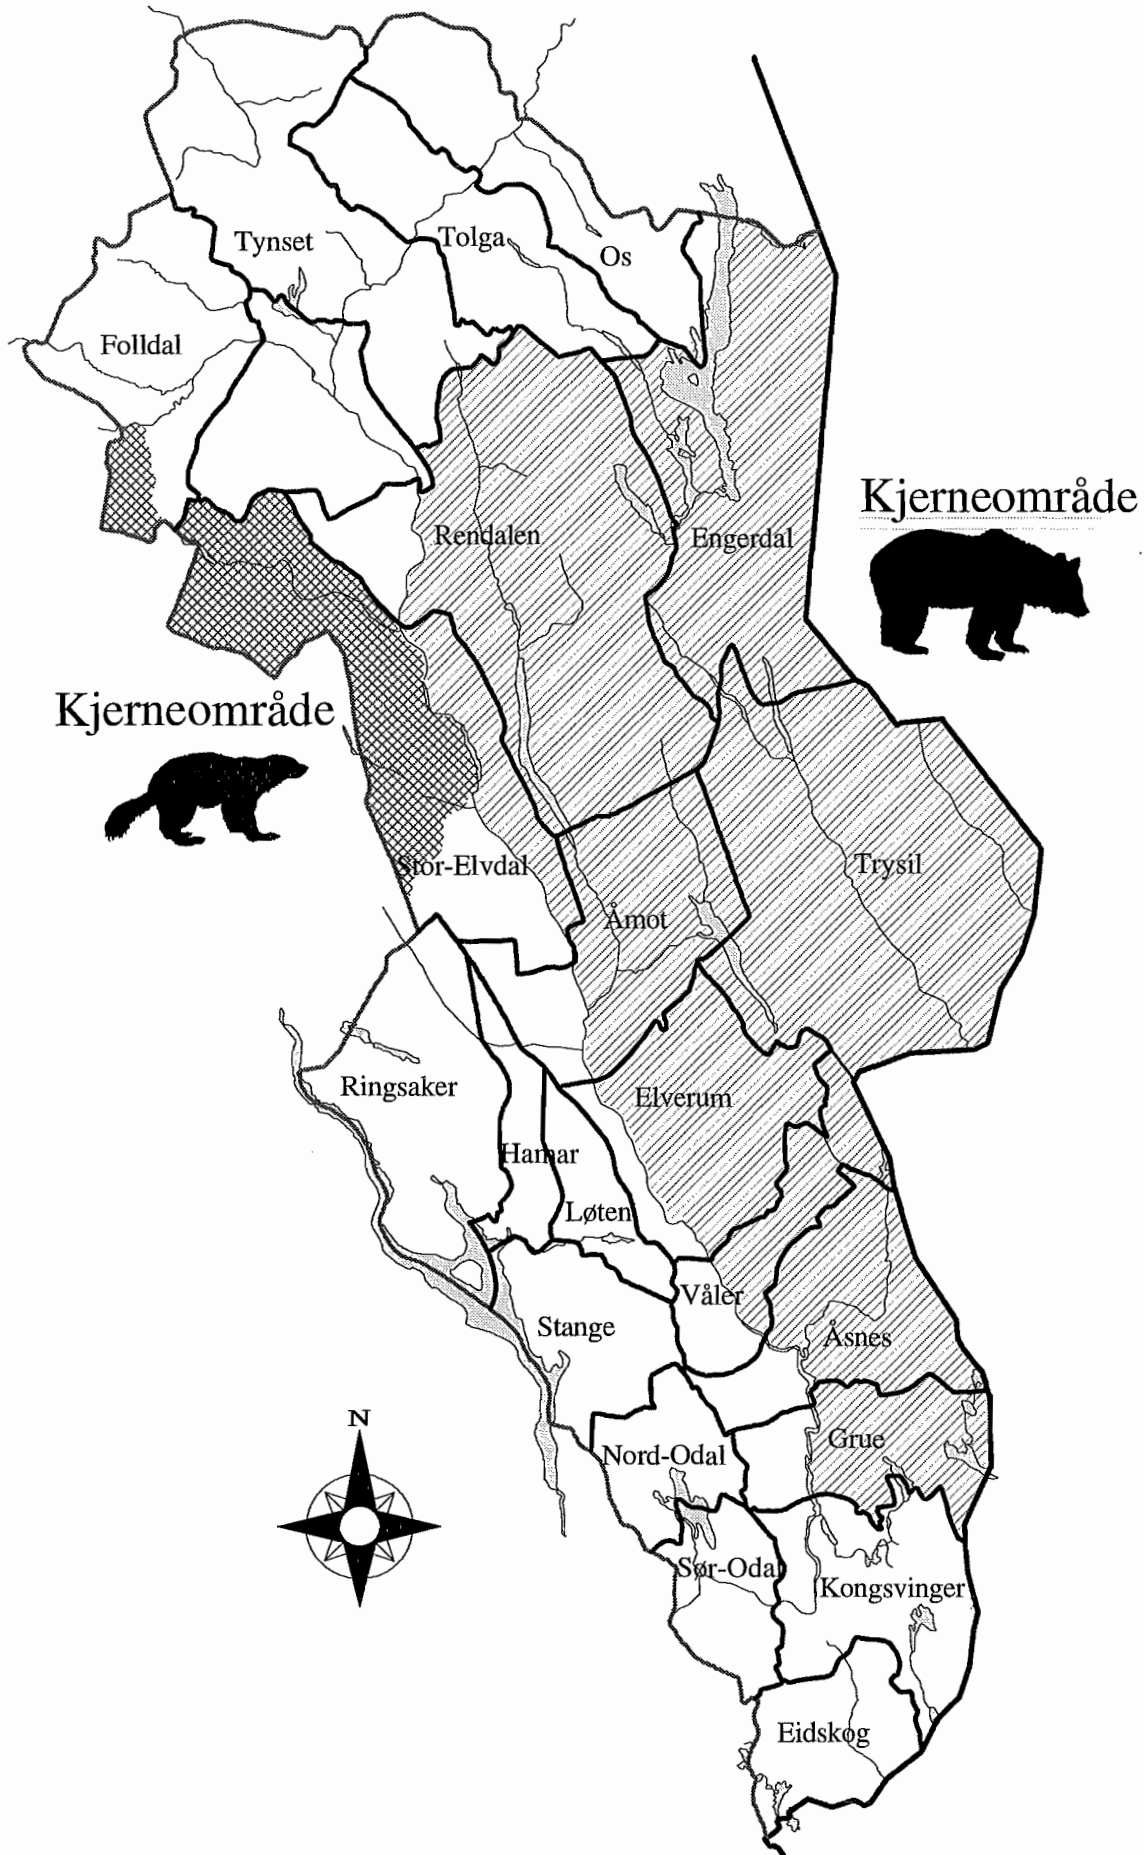 Tynset
Tolga
Os
Folldal
Kjerneområde
Rendalen
Engerdal
Kjerneområde
Stor-Elvdal
Trysil
Åmot
Ringsaker
Elverum
Hamar
Løten
Våler
Stange
Åsnes
N
Grue
Nord-Odal
Sør-Odal
Kongsvinger
Eidskog